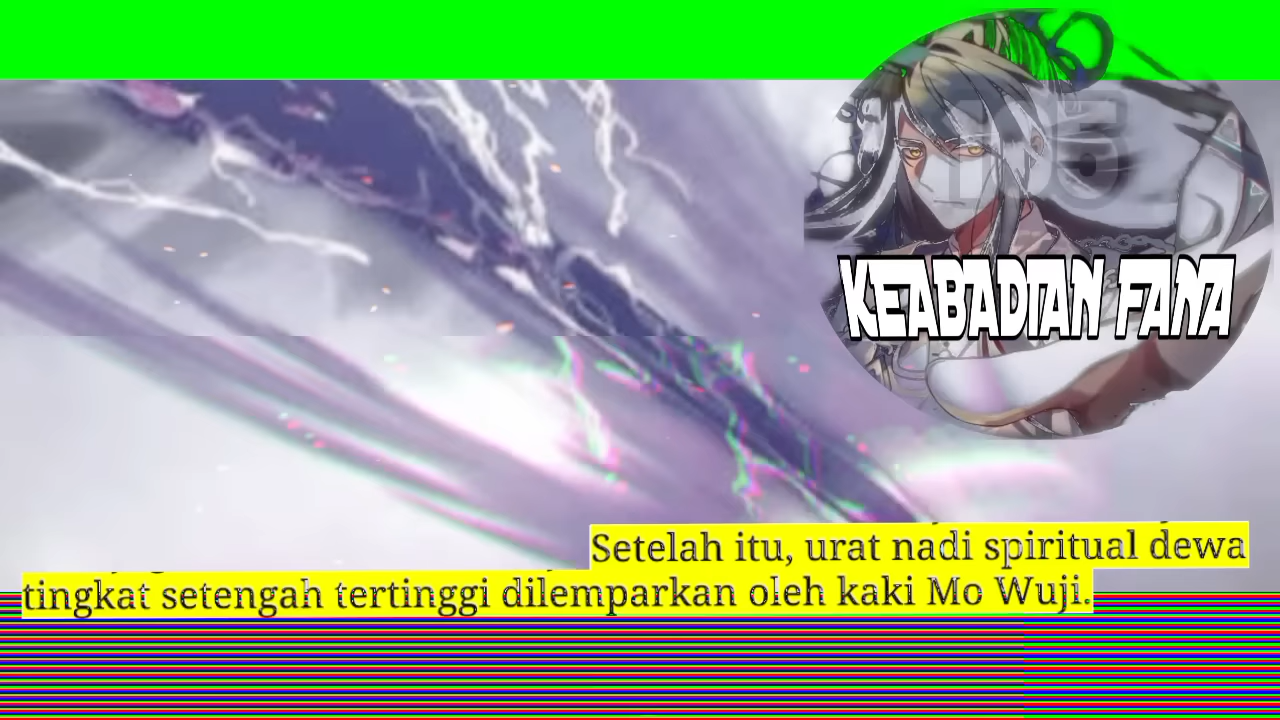 KEABADIAN FANA
Setelah itu, urat nadi spiritual dewa
tingkat setengah tertinggi dilemparkan oleh kaki Mo Wuji.